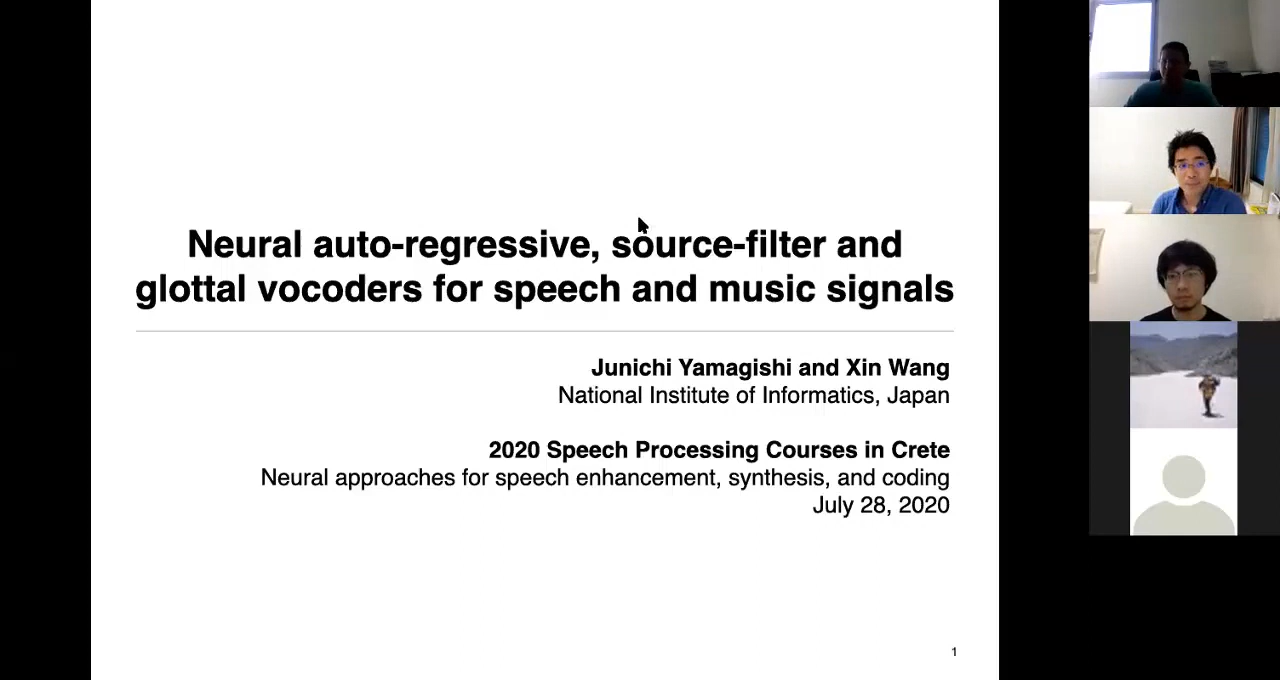 Neural auto-regressive, source-filter and
glottal vocoders for speech and music signals
Junichi Yamagishi and Xin Wang
National Institute of Informatics, Japan
2020 Speech Processing Courses in Crete
Neural approaches for speech enhancement, synthesis, and coding
July 28, 2020
1